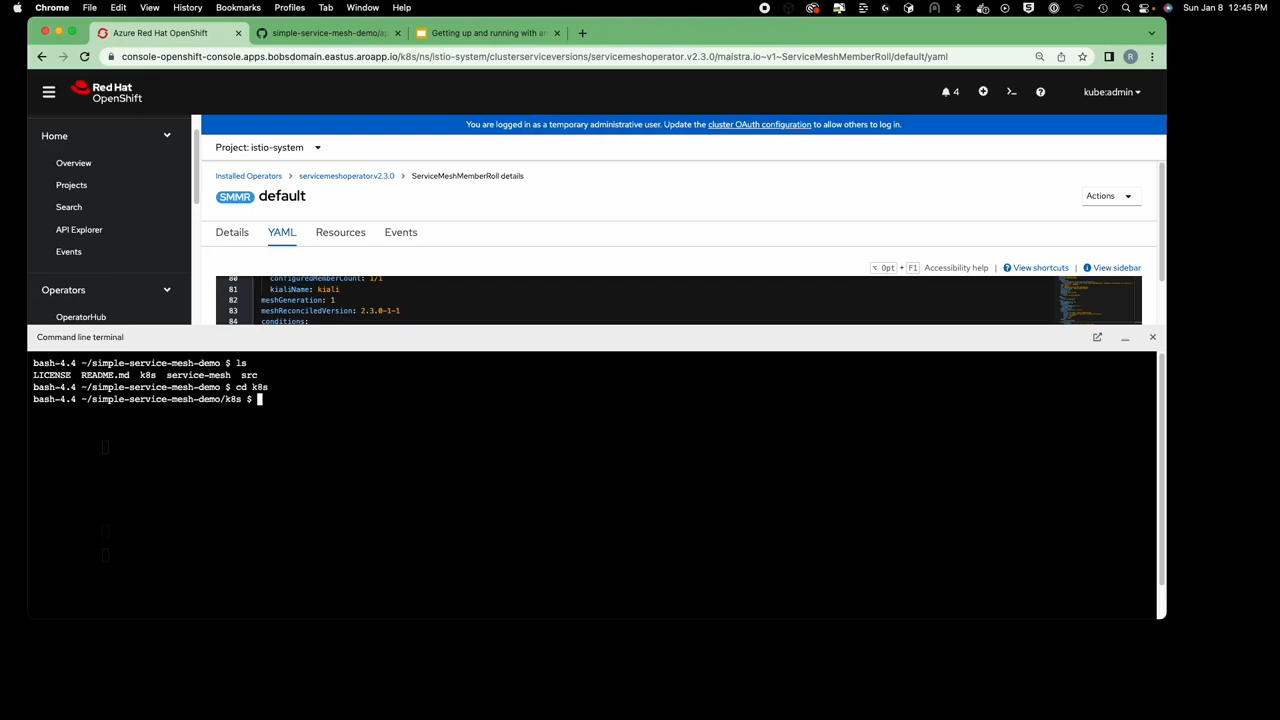 Chrome File Edit View History Bookmarks Profiles Tab Window Help Sun Jan 8 12:45 PM
Azure Red Hat OpenShift simple-service-mesh-demo/a Getting up and running with a
console-openshift-console.apps.bobsdomain.eastus.aroapp.io/k8s/ns/istio-system/clusterserviceversions/servicemeshoperator.v2.3.0/maistra.io~v1~ServiceMeshMemberRoll/default/yaml
R
Red Hat
OpenShift
4
kube:admin
You are logged in as a temporary administrative user. Update the cluster OAuth configuration to allow others to log in.
Home
Overview
Projects
Search
API Explorer
Events
Operators
OperatorHub
Project: istio-system
Installed Operators servicemeshoperator.v2.3.0 ServiceMeshMemberRoll details
SMMR default
Actions
Details YAML Resources Events
Opt + F1 Accessibility help View shortcuts View sidebar
80 configuredMemberCount: 1/1
81 kialiName: kiali
82 meshGeneration: 1
83 meshReconciledVersion: 2.3.0-1-1
84 conditions:
Command line terminal
bash-4.4 ~/simple-service-mesh-demo $ ls
LICENSE README.md k8s service-mesh src
bash-4.4 ~/simple-service-mesh-demo $ cd k8s
bash-4.4 ~/simple-service-mesh-demo/k8s $